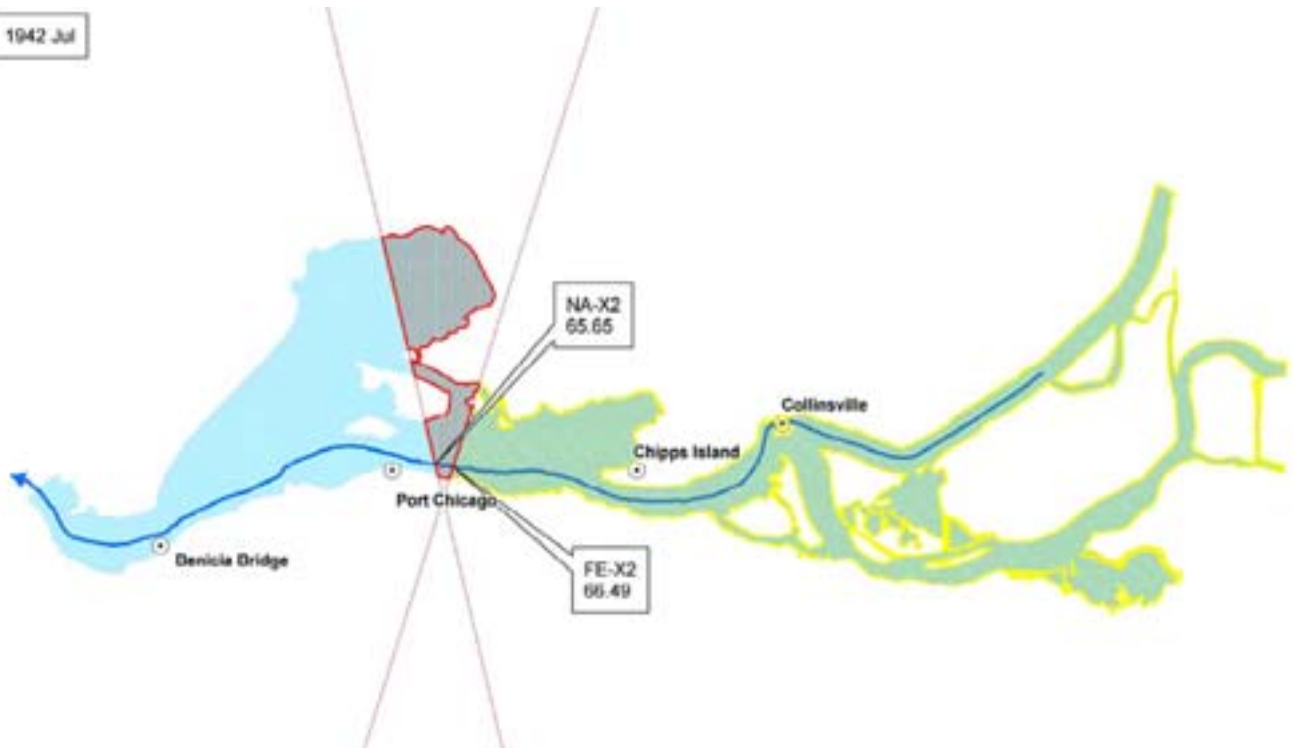 1942 Jul
NA-X2
65.65
Collinsville
Chipps Island
Port Chicago
Benicia Bridge
FE-X2
66.49